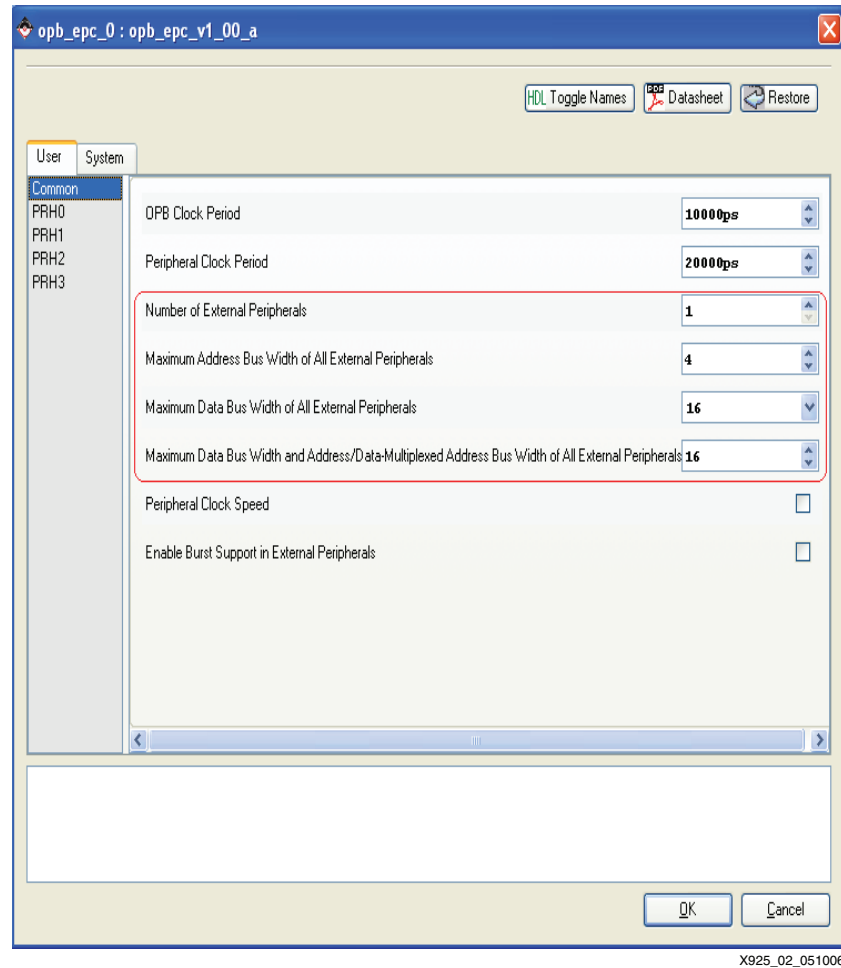 opb_epc_0 : opb_epc_v1_00_a
HDL Toggle Names PDF Datasheet Restore
User System
Common
PRH0
PRH1
PRH2
PRH3
OPB Clock Period 10000ps
Peripheral Clock Period 20000ps
Number of External Peripherals 1
Maximum Address Bus Width of All External Peripherals 4
Maximum Data Bus Width of All External Peripherals 16
Maximum Data Bus Width and Address/Data-Multiplexed Address Bus Width of All External Peripherals 16
Peripheral Clock Speed
Enable Burst Support in External Peripherals
OK Cancel
X925_02_051006